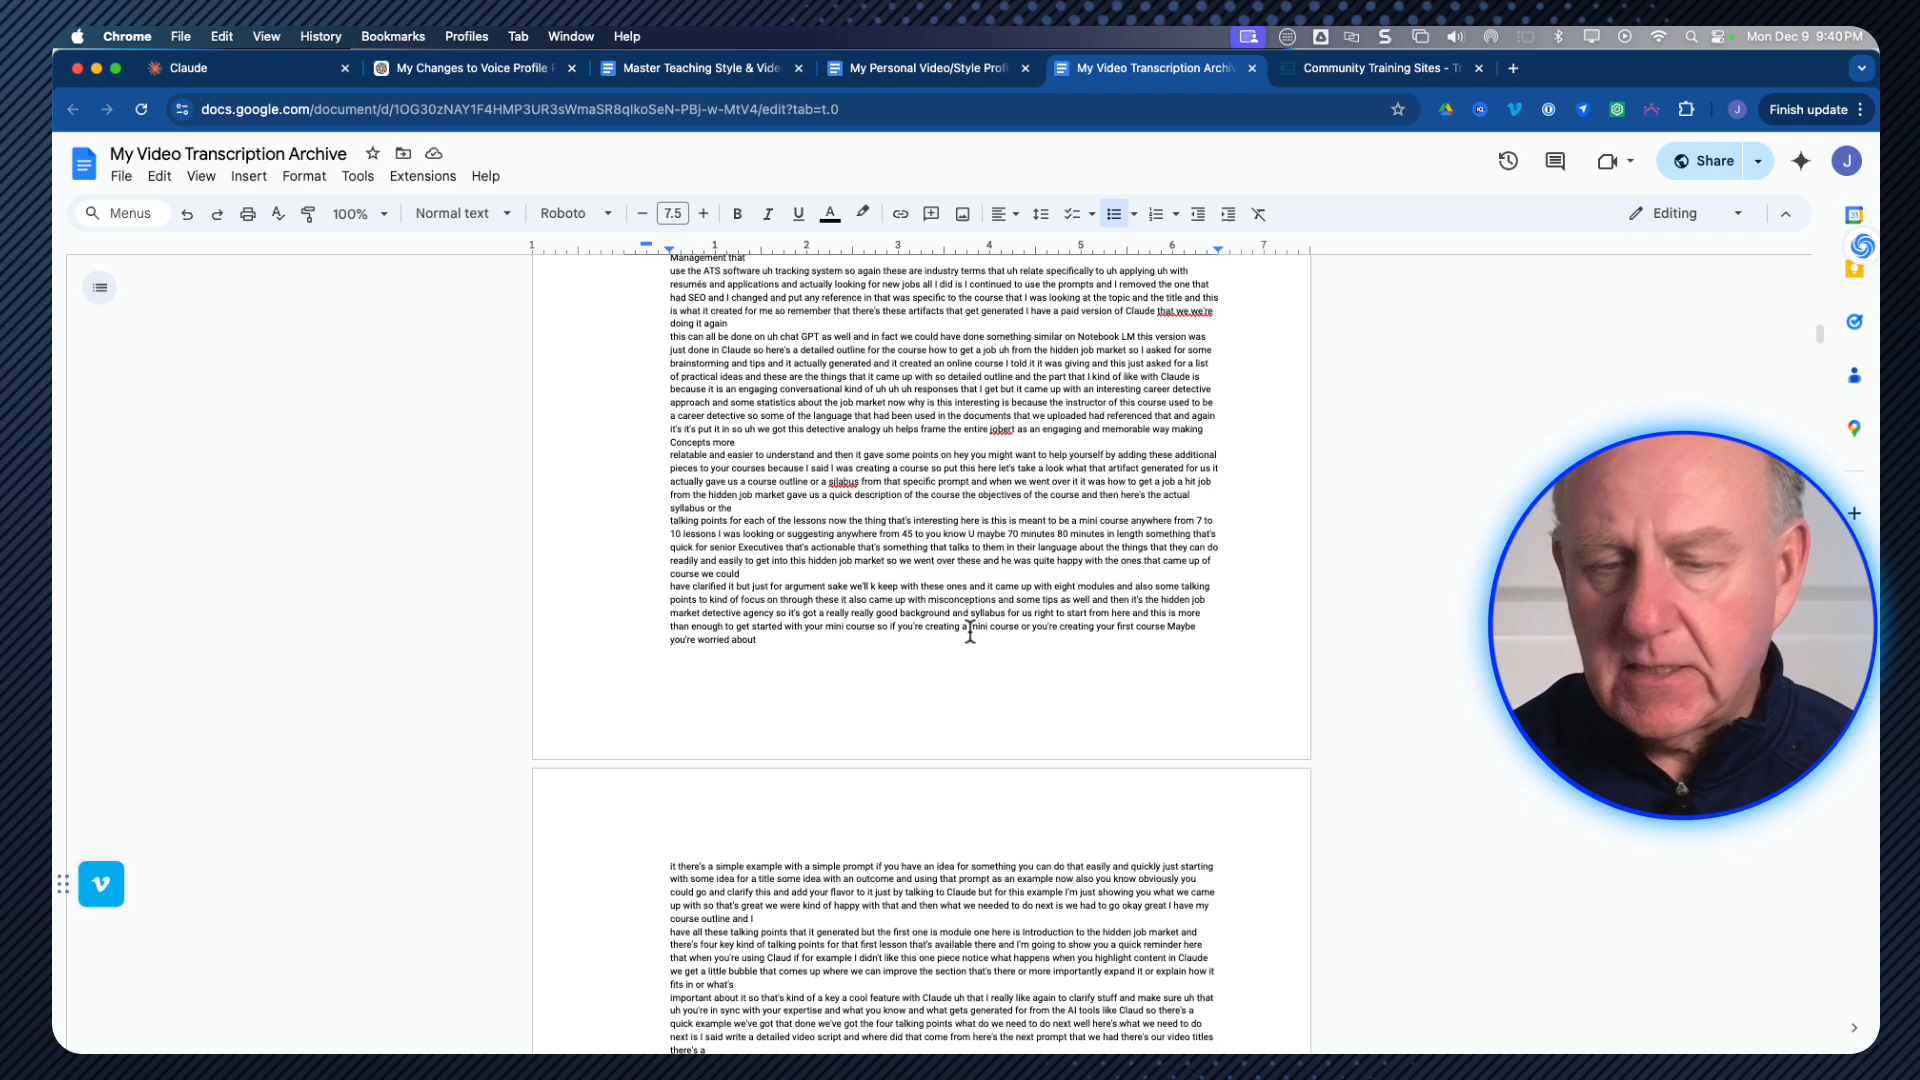 Chrome File Edit View History Bookmarks Profiles Tab Window Help Mon Dec 9 9:40 PM
Claude My Changes to Voice Profile My Master Teaching Style & Vide My Personal Video/Style Profi My Video Transcription Archi Community Training Sites - Tr
docs.google.com/document/d/1OG30zNAY1F4HMP3UR3sWmaSR8qlkoSeN-PBj-w-MtV4/edit?tab=t.0 J Finish update
My Video Transcription Archive
Share J
File Edit View Insert Format Tools Extensions Help
Menus 100% Normal text Roboto 7.5 B I U A Editing
1 1 2 3 4 5 6 7
Management that
use the ATS software uh tracking system so again these are industry terms that uh relate specifically to uh applying uh with
resumés and applications and actually looking for new jobs all I did is I continued to use the prompts and I removed the one that
had SEO and I changed and put any reference in that was specific to the course that I was looking at the topic and the title and this
is what it created for me so remember that there's these artifacts that get generated I have a paid version of Claude that we we're
doing it again
this can all be done on uh chat GPT as well and in fact we could have done something similar on Notebook LM this version was
just done in Claude so here's a detailed outline for the course how to get a job uh from the hidden job market so I asked for some
brainstorming and tips and it actually generated and it created an online course I told it it was giving and this just asked for a list
of practical ideas and these are the things that it came up with so detailed outline and the part that I kind of like with Claude is
because it is an engaging conversational kind of uh uh uh responses that I get but it came up with an interesting career detective
approach and some statistics about the job market now why is this interesting is because the instructor of this course used to be
a career detective so some of the language that had been used in the documents that we uploaded had referenced that and again
it's it's put it in so uh we got this detective analogy uh helps frame the entire jobert as an engaging and memorable way making
Concepts more
relatable and easier to understand and then it gave some points on hey you might want to help yourself by adding these additional
pieces to your courses because I said I was creating a course so put this here let's take a look what that artifact generated for us it
actually gave us a course outline or a silabus from that specific prompt and when we went over it it was how to get a job a hit job
from the hidden job market gave us a quick description of the course the objectives of the course and then here's the actual
syllabus or the
talking points for each of the lessons now the thing that's interesting here is this is meant to be a mini course anywhere from 7 to
10 lessons I was looking or suggesting anywhere from 45 to you know U maybe 70 minutes 80 minutes in length something that's
quick for senior Executives that's actionable that's something that talks to them in their language about the things that they can do
readily and easily to get into this hidden job market so we went over these and he was quite happy with the ones that came up of
course we could
have clarified it but just for argument sake we'll k keep with these ones and it came up with eight modules and also some talking
points to kind of focus on through these it also came up with misconceptions and some tips as well and then it's the hidden job
market detective agency so it's got a really really good background and syllabus for us right to start from here and this is more
than enough to get started with your mini course so if you're creating a mini course or you're creating your first course Maybe
you're worried about
it there's a simple example with a simple prompt if you have an idea for something you can do that easily and quickly just starting
with some idea for a title some idea with an outcome and using that prompt as an example now also you know obviously you
could go and clarify this and add your flavor to it just by talking to Claude but for this example I'm just showing you what we came
up with so that's great we were kind of happy with that and then what we needed to do next is we had to go okay great I have my
course outline and I
have all these talking points that it generated but the first one is module one here is Introduction to the hidden job market and
there's four key kind of talking points for that first lesson that's available there and I'm going to show you a quick reminder here
that when you're using Claud if for example I didn't like this one piece notice what happens when you highlight content in Claude
we get a little bubble that comes up where we can improve the section that's there or more importantly expand it or explain how it
fits in or what's
important about it so that's kind of a key a cool feature with Claude uh that I really like again to clarify stuff and make sure uh that
uh you're in sync with your expertise and what you know and what gets generated for from the AI tools like Claud so there's a
quick example we've got that done we've got the four talking points what do we need to do next well here's what we need to do
next is I said write a detailed video script and where did that come from here's the next prompt that we had there's our video titles
there's a